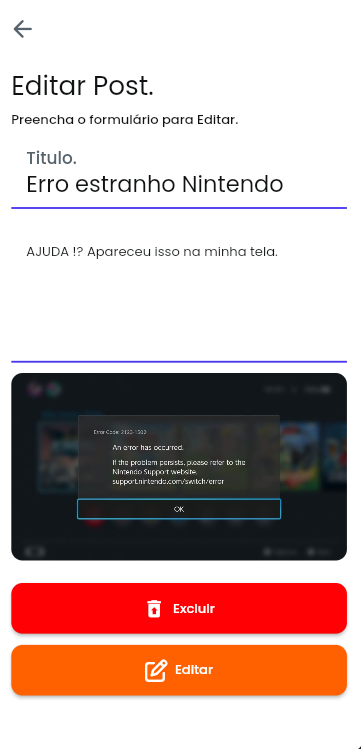 Editar Post.
Preencha o formulário para Editar.
Titulo.
Erro estranho Nintendo
AJUDA !? Apareceu isso na minha tela.
Error Code: 2123-1502
An error has occurred.
If the problem persists, please refer to the
Nintendo Support website.
support.nintendo.com/switch/error
OK
Excluir
Editar